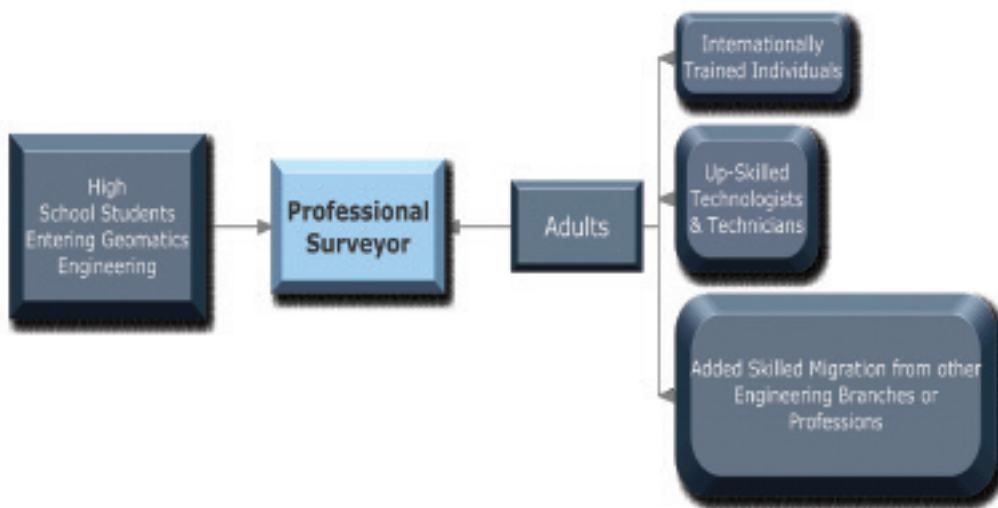 High
School Students
Entering Geomatics
Engineering
Professional
Surveyor
Adults
Internationally
Trained Individuals
Up-Skilled
Technologists
& Technicians
Added Skilled Migration from other
Engineering Branches or
Professions